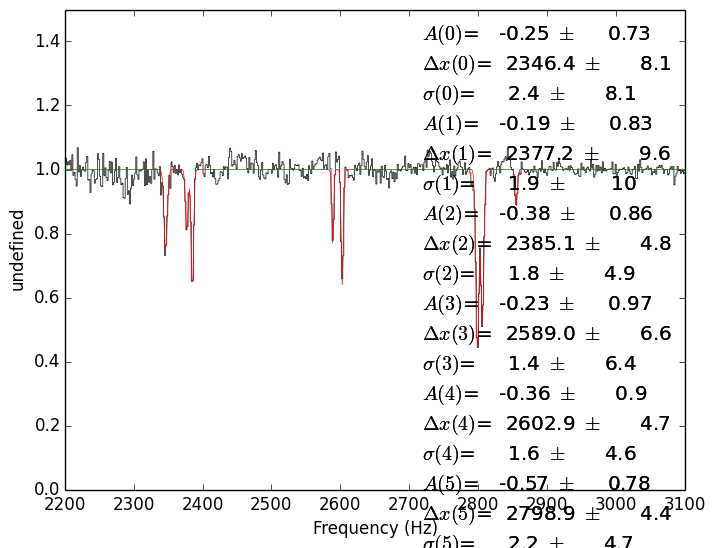 A(0)= -0.25 ± 0.73
Δx(0)= 2346.4 ± 8.1
σ(0)= 2.4 ± 8.1
A(1)= -0.19 ± 0.83
Δx(1)= 2377.2 ± 9.6
σ(1)= 1.9 ± 10
A(2)= -0.38 ± 0.86
Δx(2)= 2385.1 ± 4.8
σ(2)= 1.8 ± 4.9
A(3)= -0.23 ± 0.97
Δx(3)= 2589.0 ± 6.6
σ(3)= 1.4 ± 6.4
A(4)= -0.36 ± 0.9
Δx(4)= 2602.9 ± 4.7
σ(4)= 1.6 ± 4.6
A(5)= -0.57 ± 0.78
Δx(5)= 2798.9 ± 4.4
σ(5)= 2.2 ± 4.7
1.4
1.2
1.0
0.8
0.6
0.4
0.2
0.0
undefined
2200 2300 2400 2500 2600 2700 2800 2900 3000 3100
Frequency (Hz)